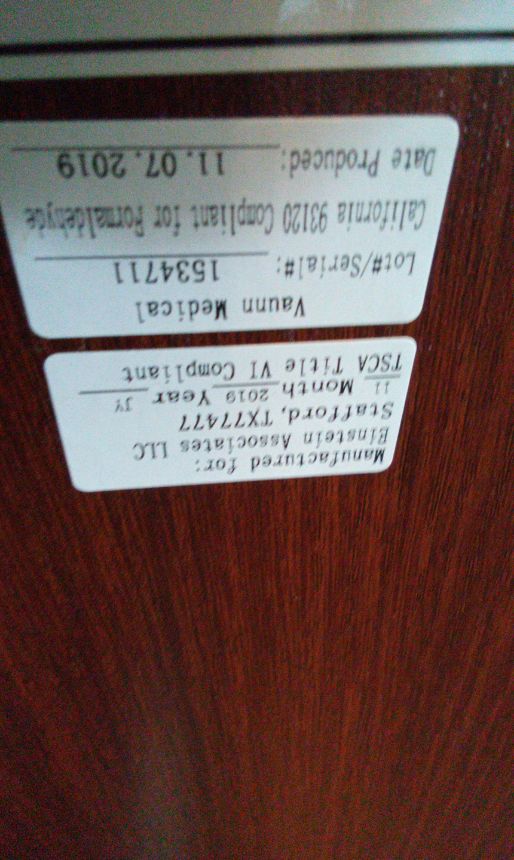 Manufactured for:
Einstein Associates LLC
Stafford, TX77477
11 Month 2019 Year JY
TSCA Title VI Compliant
Vaunn Medical
Lot#/Serial#: 1534711
California 93120 Compliant for Formaldehyde
Date Produced: 11.07.2019